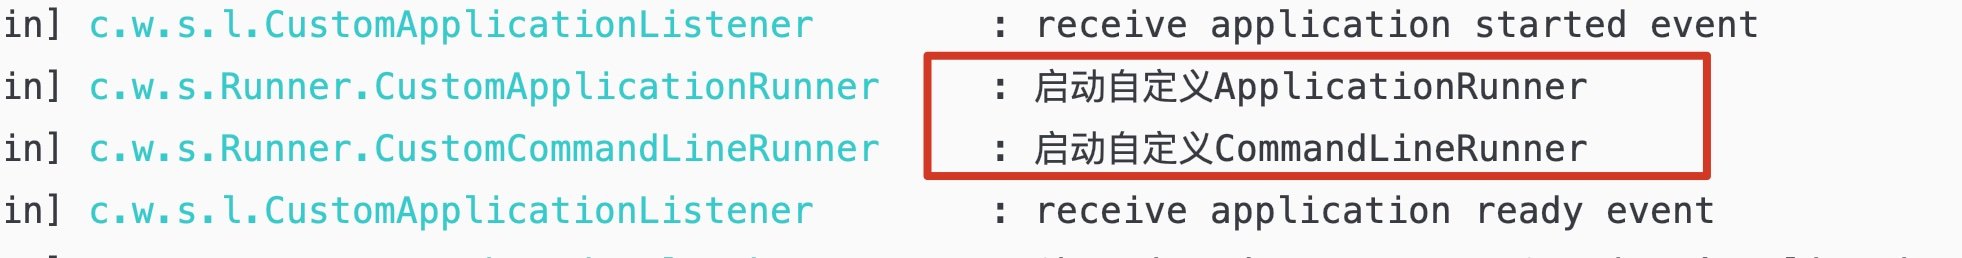 in] c.w.s.l.CustomApplicationListener : receive application started event
in] c.w.s.Runner.CustomApplicationRunner : 启动自定义ApplicationRunner
in] c.w.s.Runner.CustomCommandLineRunner : 启动自定义CommandLineRunner
in] c.w.s.l.CustomApplicationListener : receive application ready event